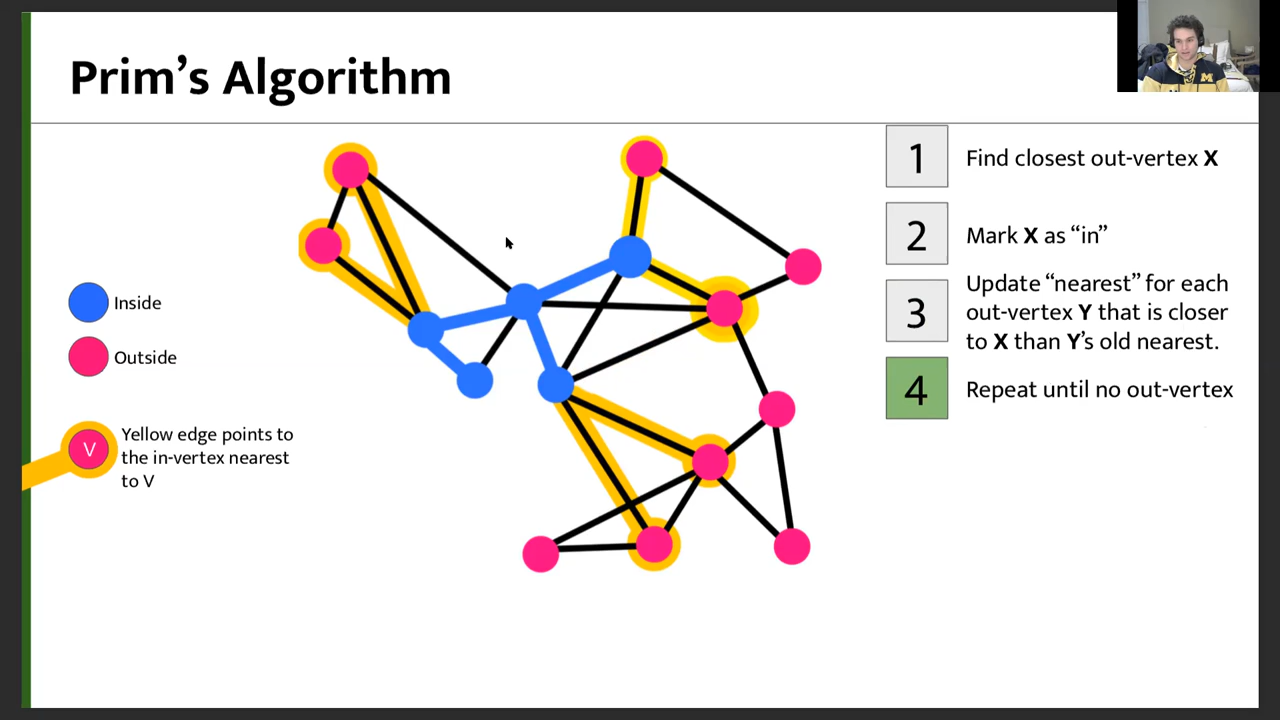 Prim’s Algorithm
1
Find closest out-vertex X
2
Mark X as “in”
3
Update “nearest” for each
out-vertex Y that is closer
to X than Y’s old nearest.
4
Repeat until no out-vertex
Inside
Outside
V
Yellow edge points to
the in-vertex nearest
to V
M